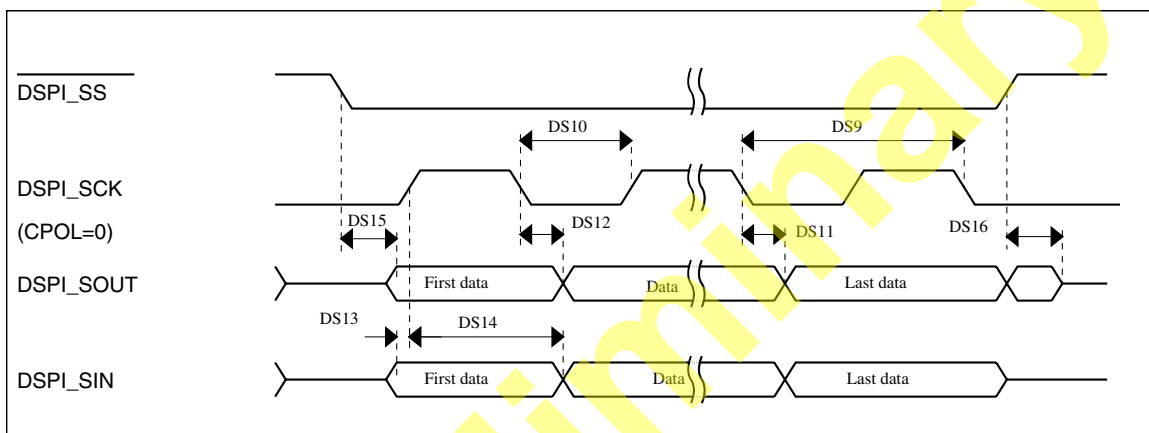 DSPI_SS
DS10
DS9
DSPI_SCK
(CPOL=0)
DS15
DS12
DS11
DS16
DSPI_SOUT
First data
Data
Last data
DS13
DS14
DSPI_SIN
First data
Data
Last data